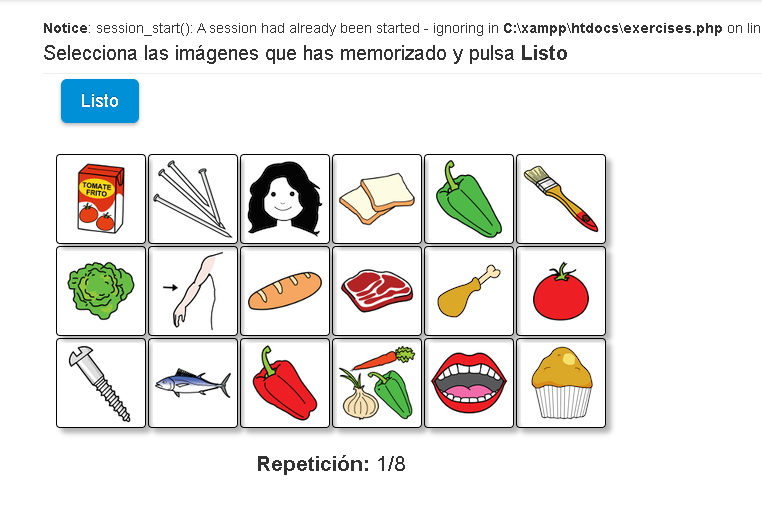 Notice: session_start(): A session had already been started - ignoring in C:\xampp\htdocs\exercises.php on lin
Selecciona las imágenes que has memorizado y pulsa Listo
Listo
TOMATE
FRITO
Repetición: 1/8